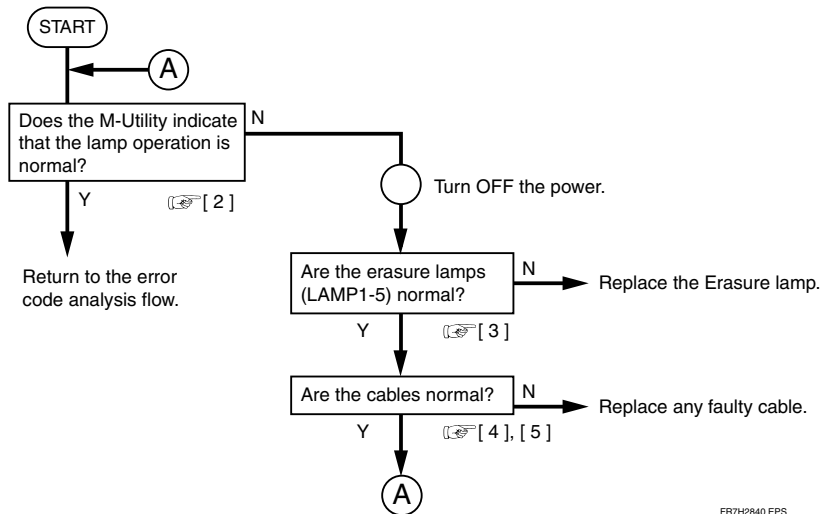 START
A
Does the M-Utility indicate
that the lamp operation is
normal?
N
Y
[ 2 ]
Return to the error
code analysis flow.
Turn OFF the power.
Are the erasure lamps
(LAMP1-5) normal?
N
Replace the Erasure lamp.
Y
[ 3 ]
Are the cables normal?
N
Replace any faulty cable.
Y
[ 4 ], [ 5 ]
A
FR7H2840.EPS